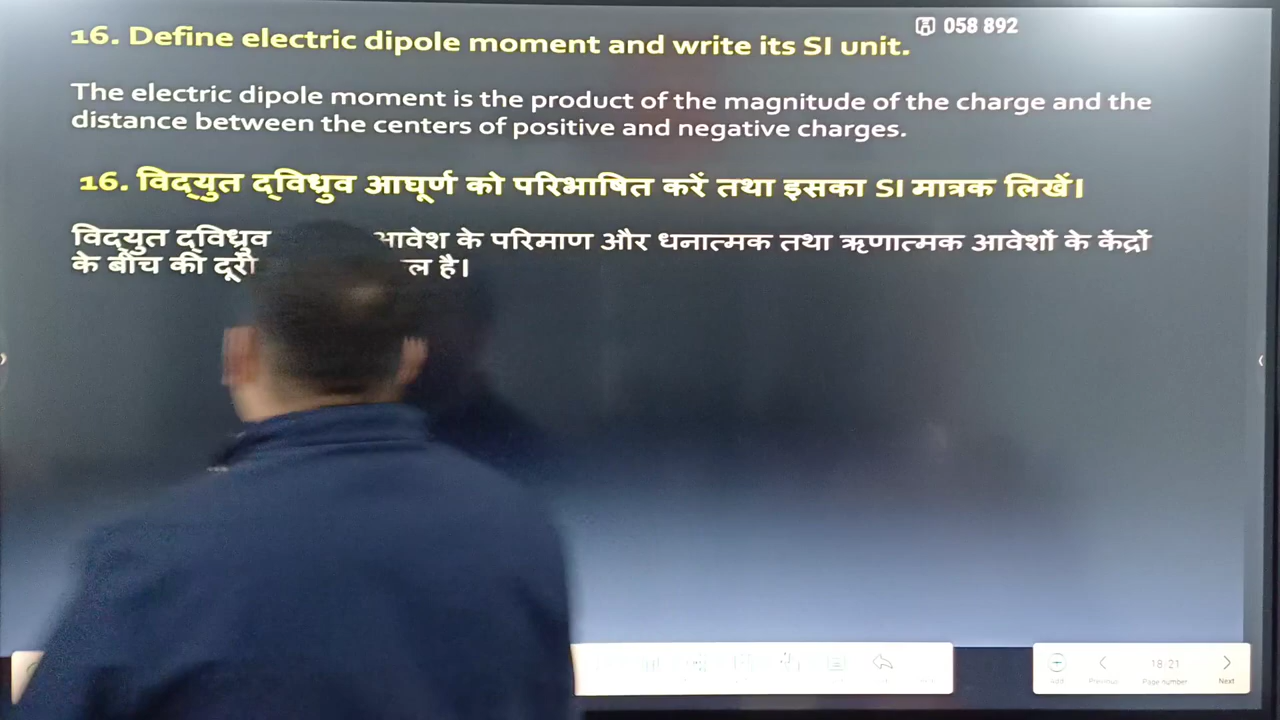 058 892
16. Define electric dipole moment and write its SI unit.
The electric dipole moment is the product of the magnitude of the charge and the
distance between the centers of positive and negative charges.
16. विद्युत द्विध्रुव आघूर्ण को परिभाषित करें तथा इसका SI मात्रक लिखें।
विद्युत द्विध्रुव आवेश के परिमाण और धनात्मक तथा ऋणात्मक आवेशों के केंद्रों
के बीच की दूरी है।
18/21
Add Previous Page number Next